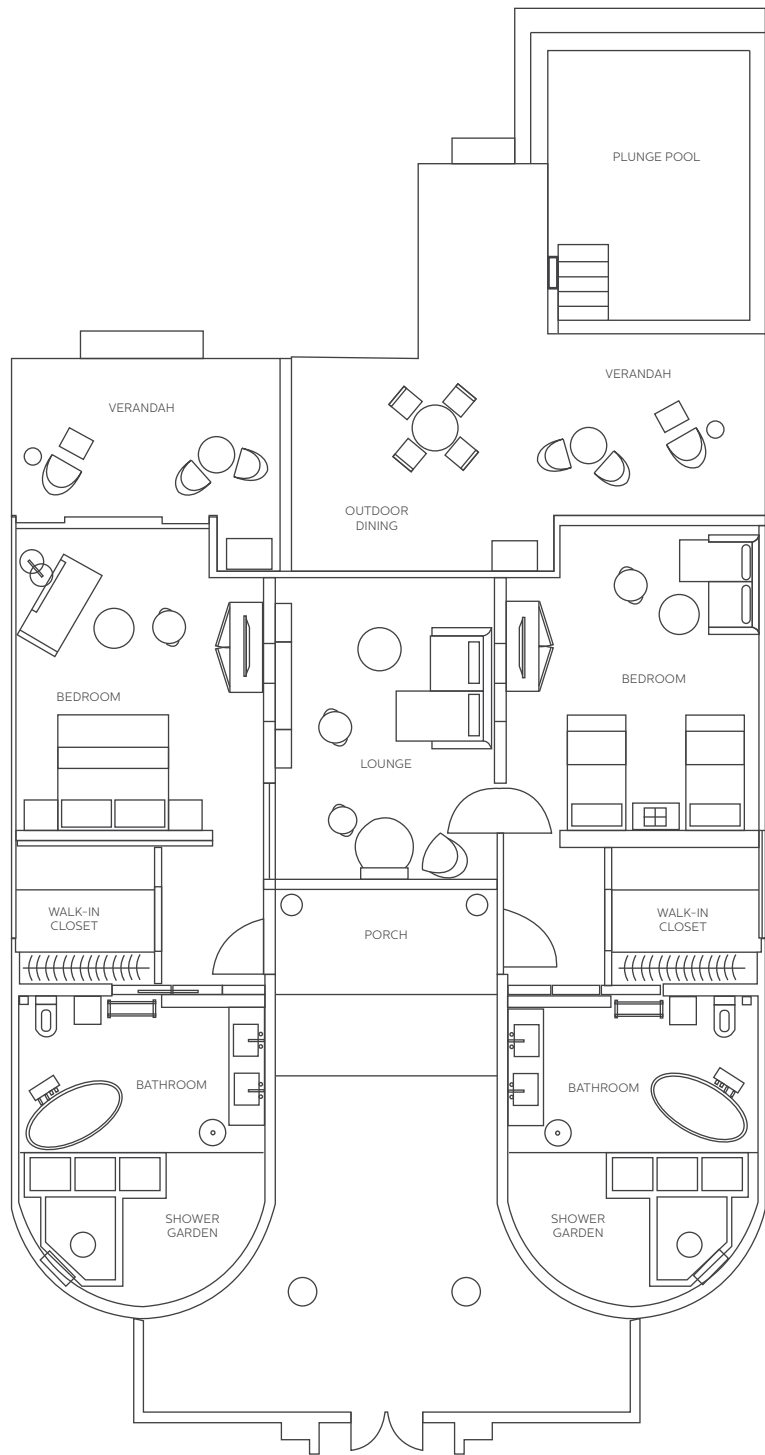 PLUNGE POOL
VERANDAH
VERANDAH
OUTDOOR
DINING
BEDROOM
BEDROOM
LOUNGE
WALK-IN
CLOSET
WALK-IN
CLOSET
PORCH
BATHROOM
BATHROOM
SHOWER
GARDEN
SHOWER
GARDEN